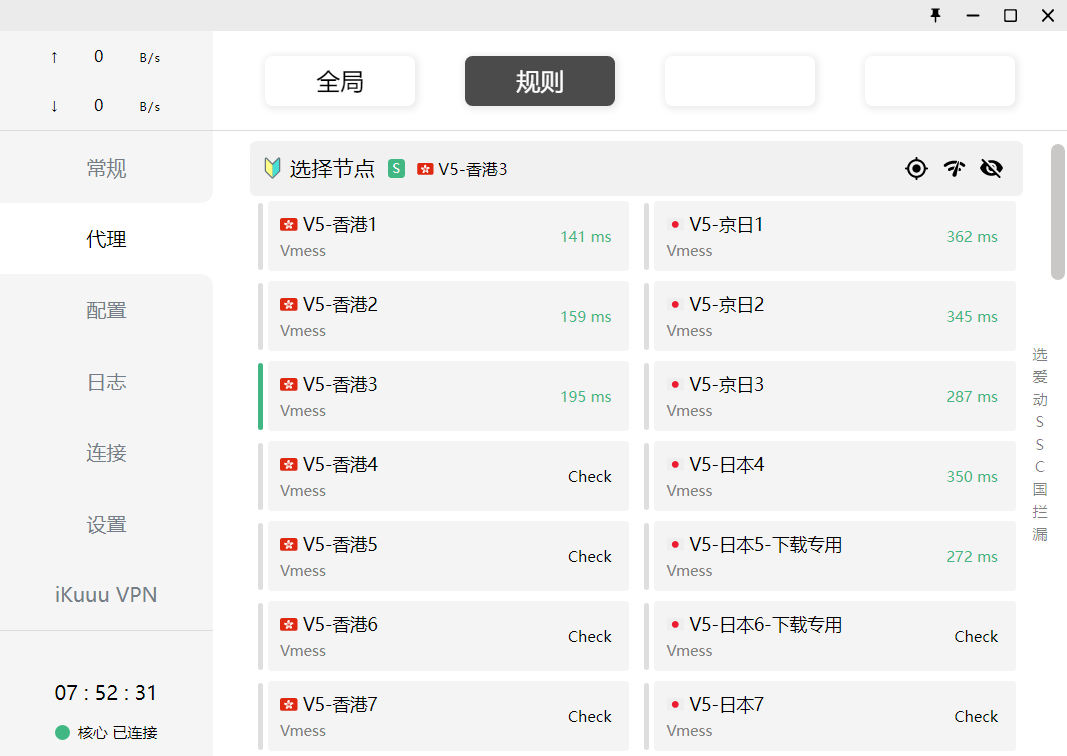 ↑ 0 B/s
↓ 0 B/s
常规
代理
配置
日志
连接
设置
iKuuu VPN
07 : 52 : 31
核心 已连接
全局
规则
选择节点 S V5-香港3
V5-香港1
Vmess
141 ms
V5-京日1
Vmess
362 ms
V5-香港2
Vmess
159 ms
V5-京日2
Vmess
345 ms
V5-香港3
Vmess
195 ms
V5-京日3
Vmess
287 ms
V5-香港4
Vmess
Check
V5-日本4
Vmess
350 ms
V5-香港5
Vmess
Check
V5-日本5-下载专用
Vmess
272 ms
V5-香港6
Vmess
Check
V5-日本6-下载专用
Vmess
Check
V5-香港7
Vmess
Check
V5-日本7
Vmess
Check
选
爱
动
S
S
C
国
拦
漏